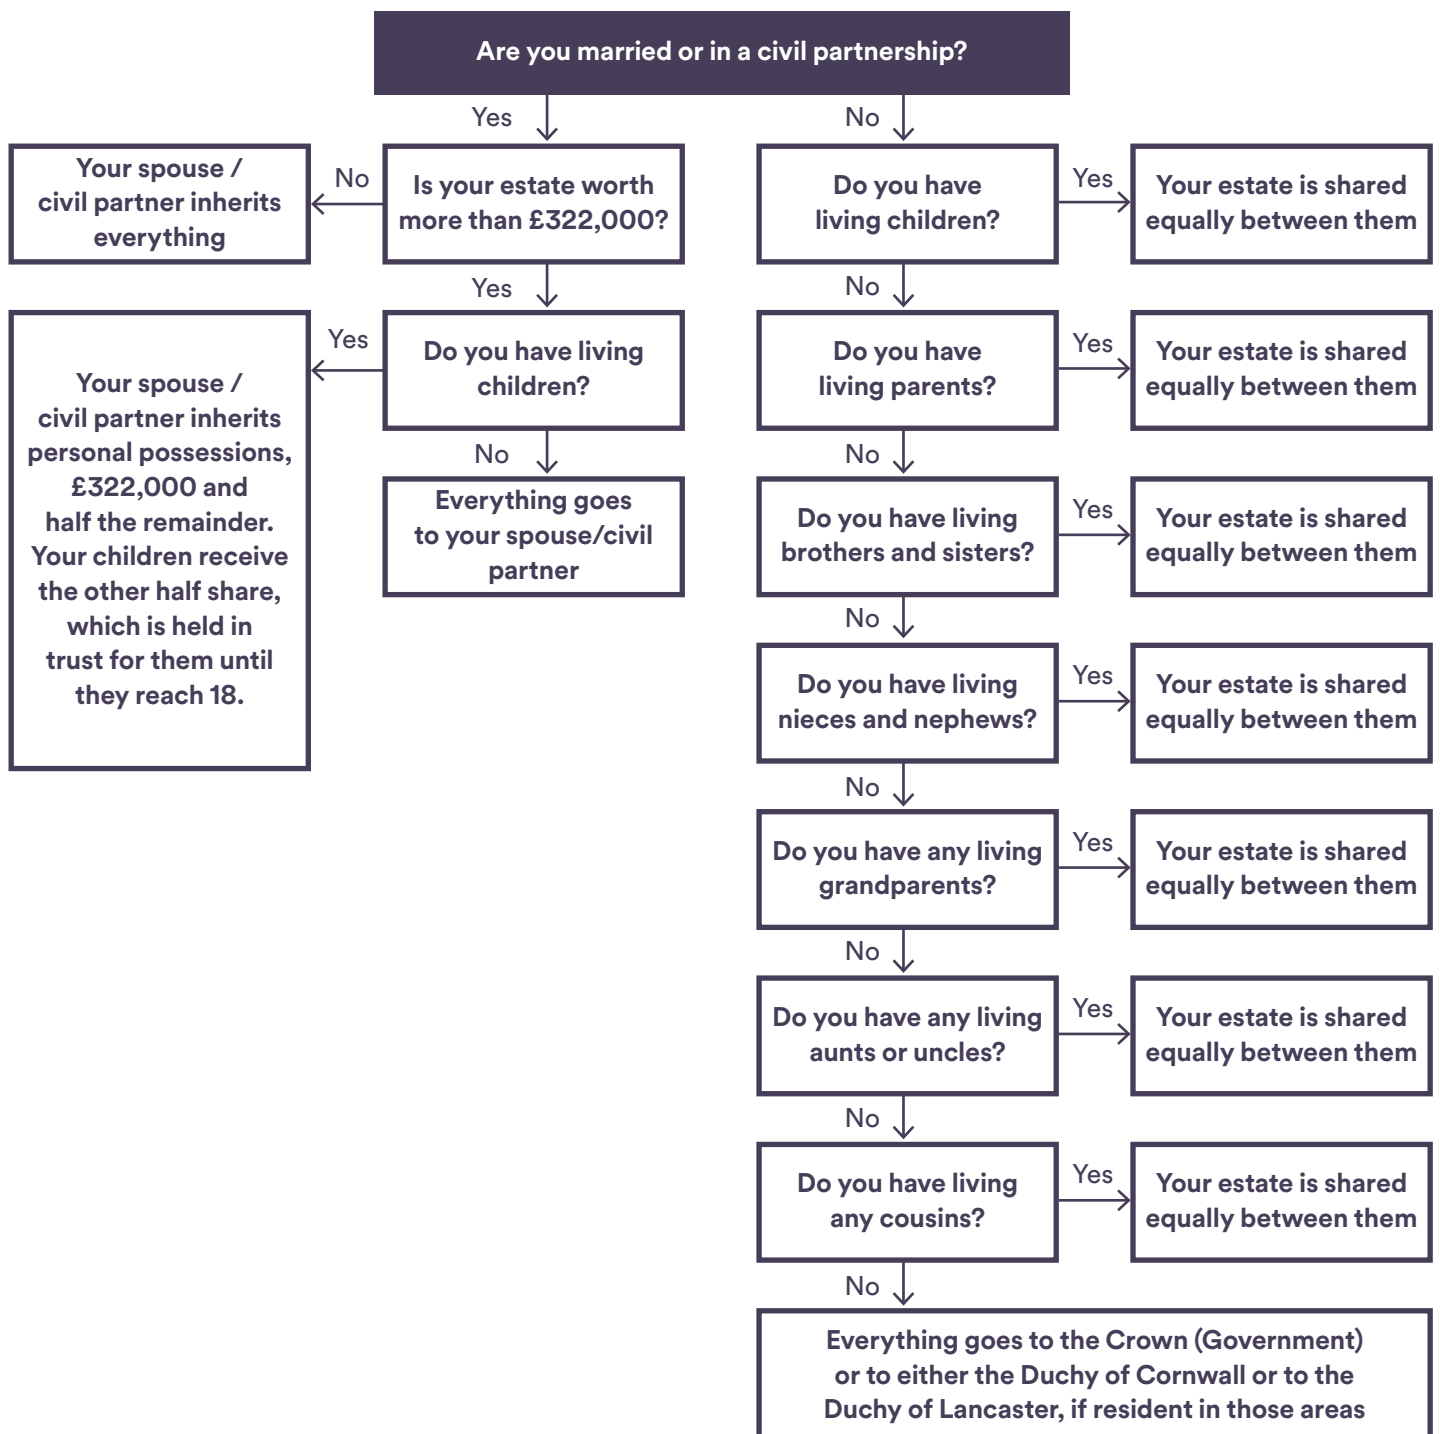 Are you married or in a civil partnership?
Yes
No
Your spouse /
civil partner inherits
everything
No
Is your estate worth
more than £322,000?
Do you have
living children?
Yes
Your estate is shared
equally between them
Yes
No
Your spouse /
civil partner inherits
personal possessions,
£322,000 and
half the remainder.
Your children receive
the other half share,
which is held in
trust for them until
they reach 18.
Yes
Do you have living
children?
Do you have
living parents?
Yes
Your estate is shared
equally between them
No
No
Everything goes
to your spouse/civil
partner
Do you have living
brothers and sisters?
Yes
Your estate is shared
equally between them
No
Do you have living
nieces and nephews?
Yes
Your estate is shared
equally between them
No
Do you have any living
grandparents?
Yes
Your estate is shared
equally between them
No
Do you have any living
aunts or uncles?
Yes
Your estate is shared
equally between them
No
Do you have living
any cousins?
Yes
Your estate is shared
equally between them
No
Everything goes to the Crown (Government)
or to either the Duchy of Cornwall or to the
Duchy of Lancaster, if resident in those areas